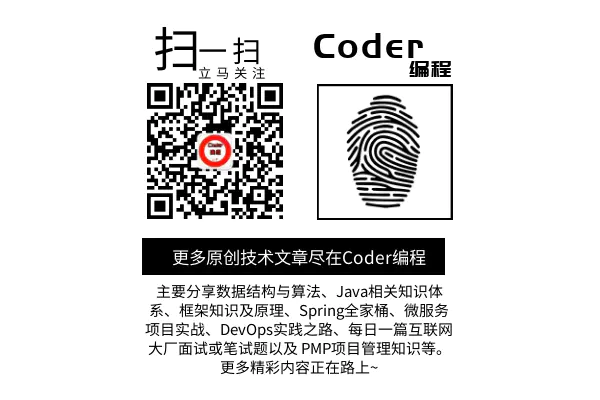 扫一扫
立马关注
Coder
编程
更多原创技术文章尽在Coder编程
主要分享数据结构与算法、Java相关知识体
系、框架知识及原理、Spring全家桶、微服务
项目实战、DevOps实践之路、每日一篇互联网
大厂面试或笔试题以及 PMP项目管理知识等。
更多精彩内容正在路上~